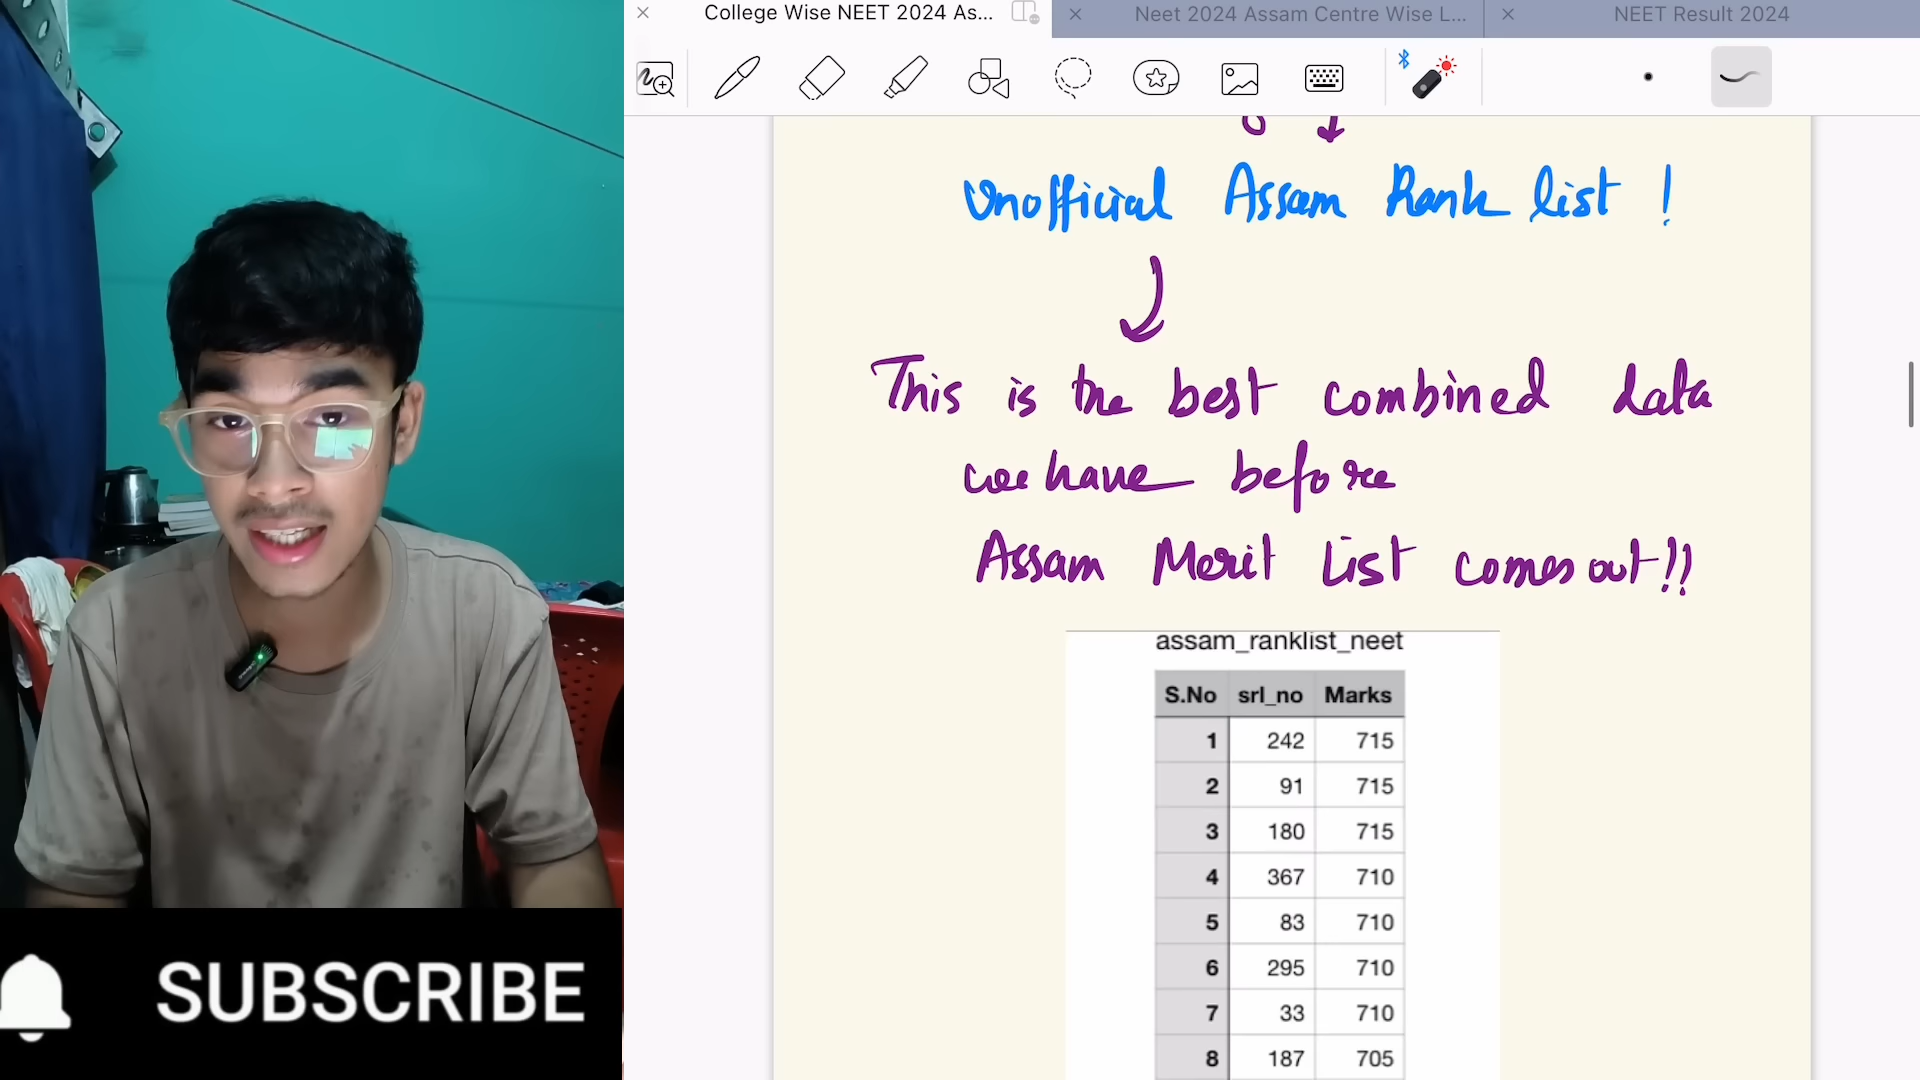 College Wise NEET 2024 As...
Neet 2024 Assam Centre Wise L...
NEET Result 2024
Unofficial Assam Rank list !
This is the best combined data
we have before
Assam Merit List comes out!!
assam_ranklist_neet
S.No srl_no Marks
1 242 715
2 91 715
3 180 715
4 367 710
5 83 710
6 295 710
7 33 710
8 187 705
SUBSCRIBE